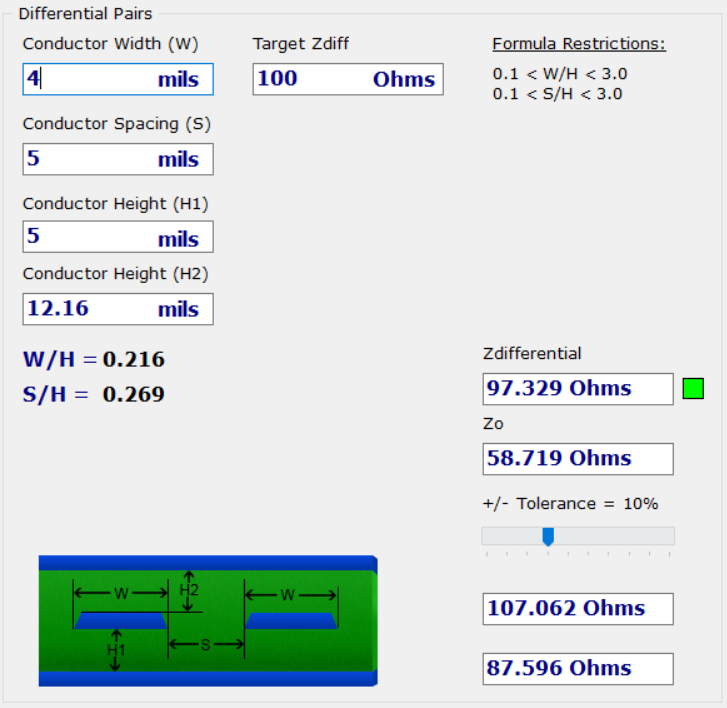 Differential Pairs
Conductor Width (W)
4 mils
Target Zdiff
100 Ohms
Formula Restrictions:
0.1 < W/H < 3.0
0.1 < S/H < 3.0
Conductor Spacing (S)
5 mils
Conductor Height (H1)
5 mils
Conductor Height (H2)
12.16 mils
W/H = 0.216
S/H = 0.269
Zdifferential
97.329 Ohms
Zo
58.719 Ohms
+/- Tolerance = 10%
107.062 Ohms
87.596 Ohms
W
H2
W
H1
S